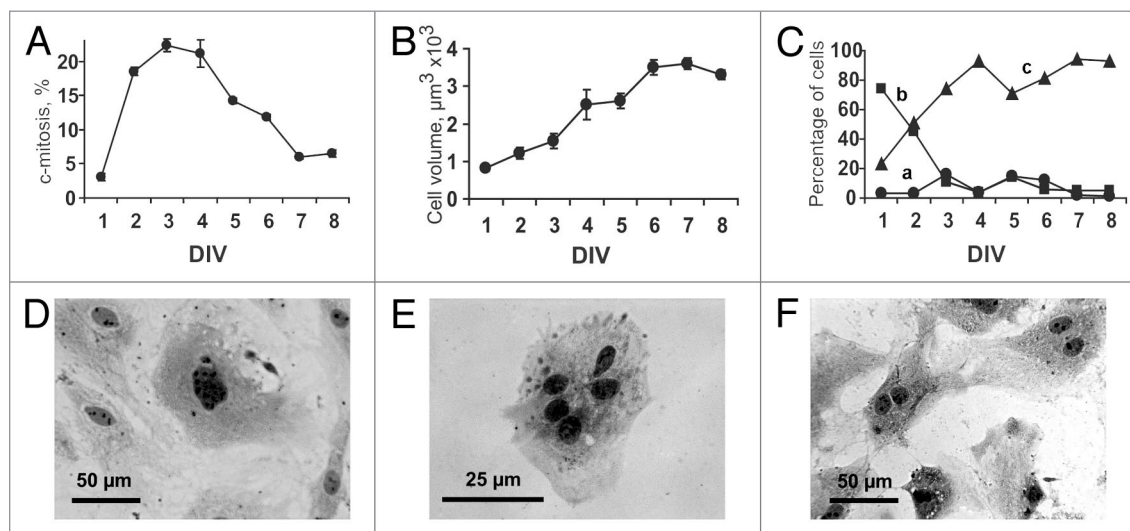 A
c-mitosis, %
20
15
10
5
0
1 2 3 4 5 6 7 8
DIV
B
Cell volume, µm³ x10³
4
3
2
1
0
1 2 3 4 5 6 7 8
DIV
C
Percentage of cells
100
80
60
40
20
0
b
c
a
1 2 3 4 5 6 7 8
DIV
D
50 µm
E
25 µm
F
50 µm